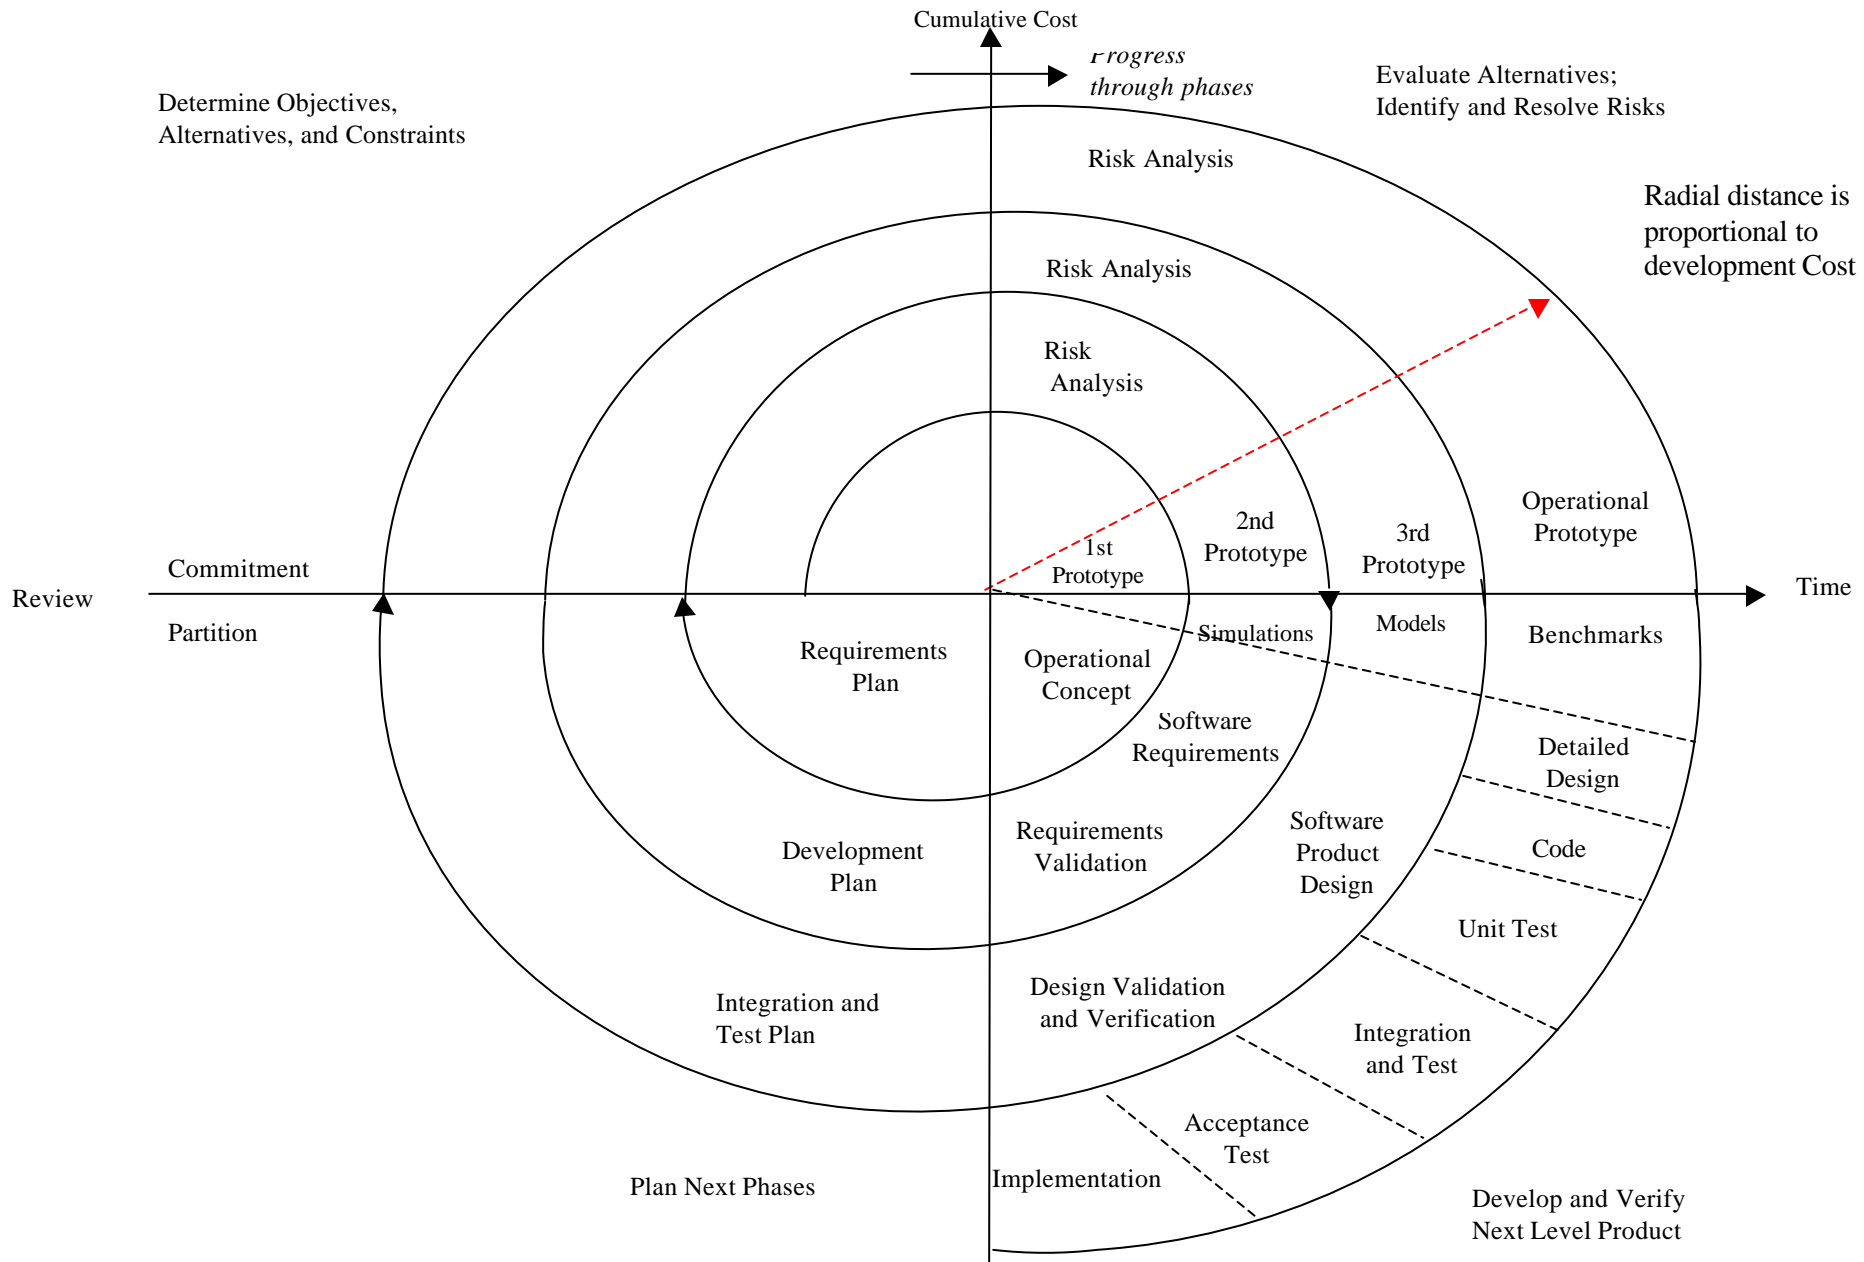 Cumulative Cost
Progress
through phases
Evaluate Alternatives;
Identify and Resolve Risks
Determine Objectives,
Alternatives, and Constraints
Risk Analysis
Radial distance is
proportional to
development Cost
Risk Analysis
Risk
Analysis
Operational
Prototype
2nd
Prototype
3rd
Prototype
1st
Prototype
Commitment
Review
Time
Partition
Simulations
Models
Benchmarks
Requirements
Plan
Operational
Concept
Software
Requirements
Detailed
Design
Code
Development
Plan
Requirements
Validation
Software
Product
Design
Unit Test
Integration and
Test Plan
Design Validation
and Verification
Integration
and Test
Acceptance
Test
Implementation
Plan Next Phases
Develop and Verify
Next Level Product